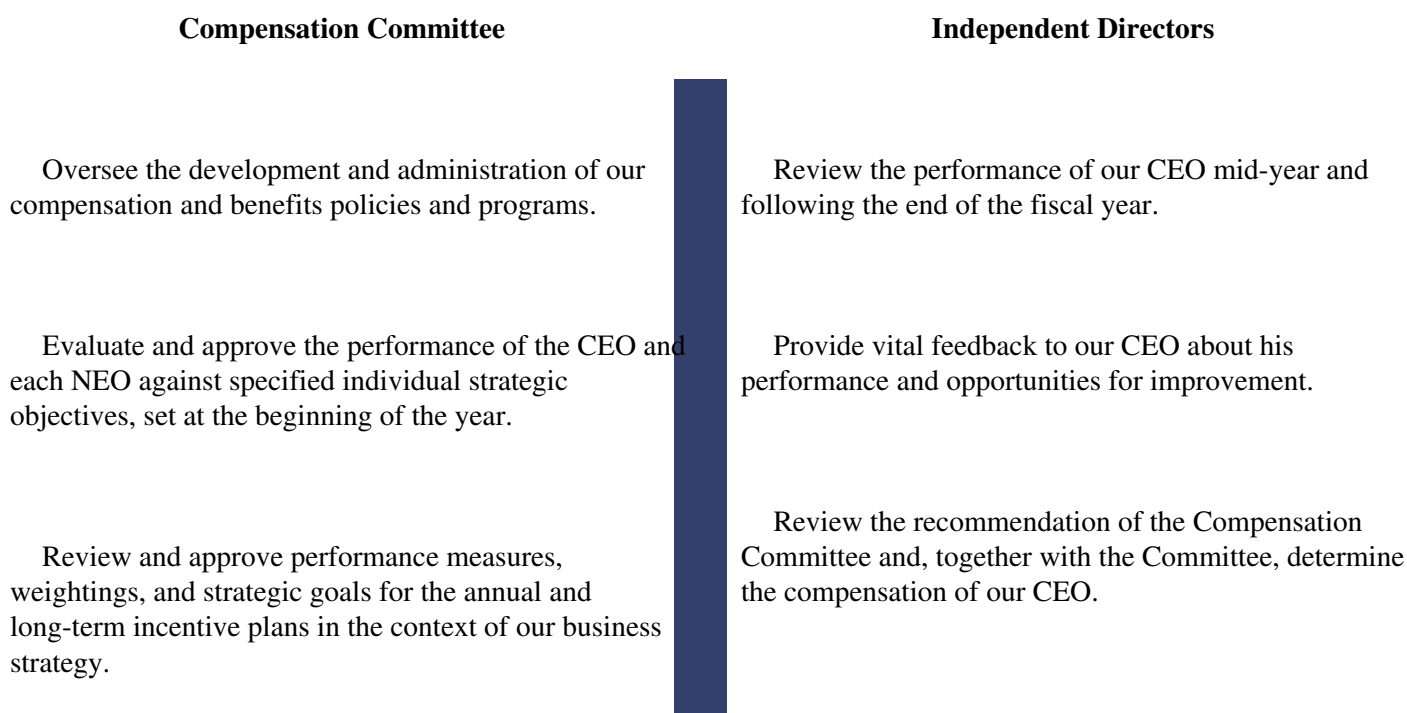 Compensation Committee
Oversee the development and administration of our
compensation and benefits policies and programs.
Evaluate and approve the performance of the CEO and
each NEO against specified individual strategic
objectives, set at the beginning of the year.
Review and approve performance measures,
weightings, and strategic goals for the annual and
long-term incentive plans in the context of our business
strategy.
Independent Directors
Review the performance of our CEO mid-year and
following the end of the fiscal year.
Provide vital feedback to our CEO about his
performance and opportunities for improvement.
Review the recommendation of the Compensation
Committee and, together with the Committee, determine
the compensation of our CEO.